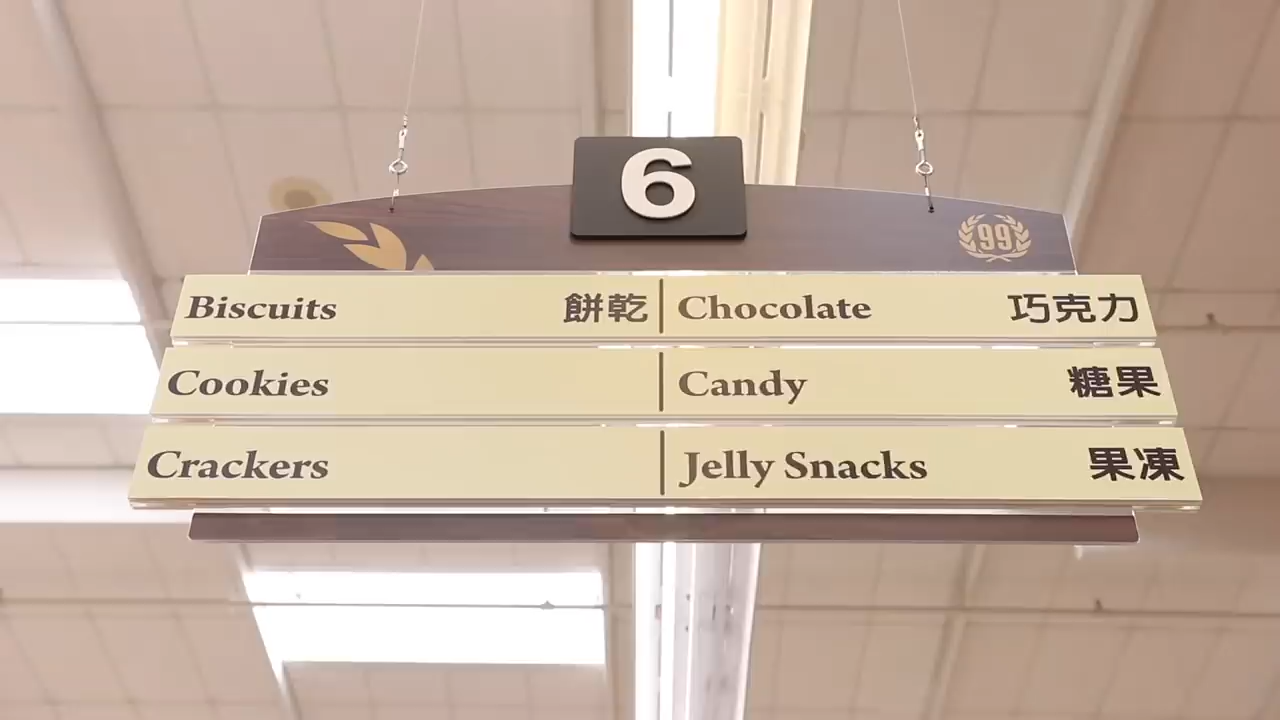 6
99
Biscuits 餅乾 Chocolate 巧克力
Cookies Candy 糖果
Crackers Jelly Snacks 果凍